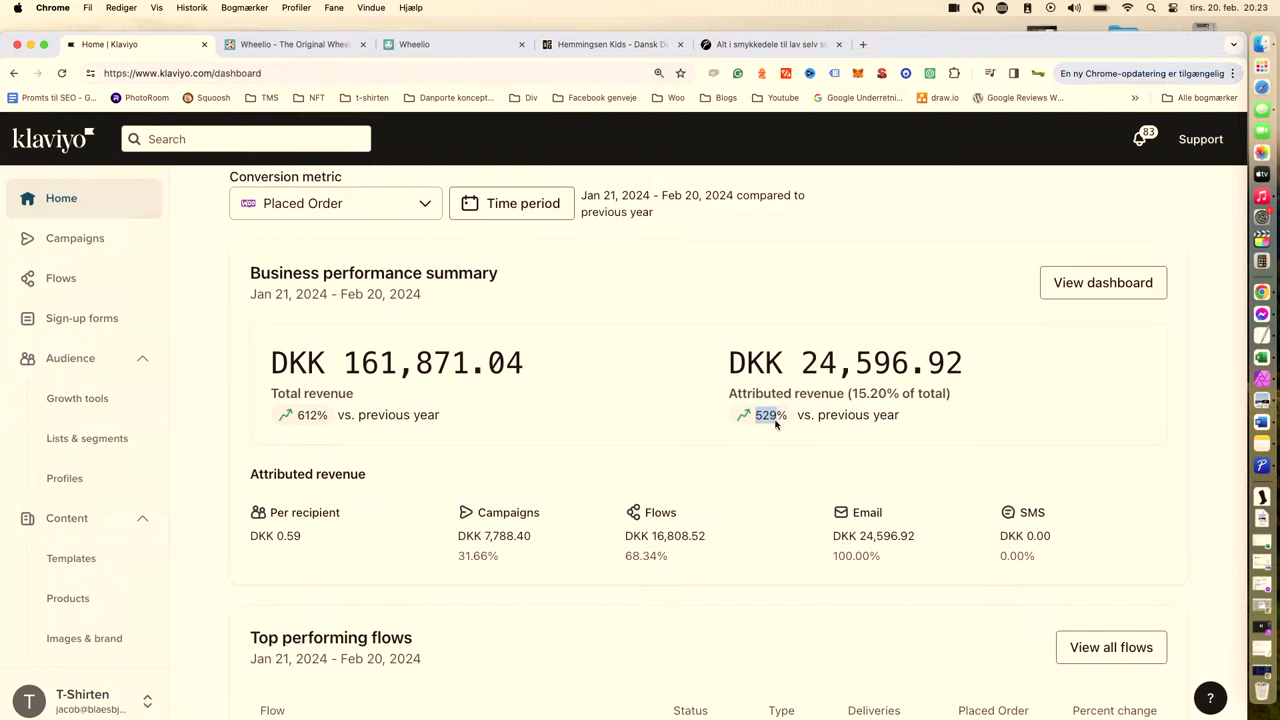 Chrome Fil Rediger Vis Historik Bogmærker Profiler Fane Vindue Hjælp tirs. 20. feb. 20.23
Home | Klaviyo Wheelio - The Original Whee Wheelio Hemmingsen Kids - Dansk D Alt i smykkedele til lav selv s
https://www.klaviyo.com/dashboard En ny Chrome-opdatering er tilgængelig
Promts til SEO - G... PhotoRoom Squoosh TMS NFT t-shirten Danporte koncept... Div Facebook genveje Woo Blogs Youtube Google Underretni... draw.io Google Reviews W... Alle bogmærker
klaviyo Search 83 Support
Home
Campaigns
Flows
Sign-up forms
Audience
Growth tools
Lists & segments
Profiles
Content
Templates
Products
Images & brand
T T-Shirten
jacob@blaesbj...
Conversion metric
Woo Placed Order Time period Jan 21, 2024 - Feb 20, 2024 compared to
previous year
Business performance summary View dashboard
Jan 21, 2024 - Feb 20, 2024
DKK 161,871.04 DKK 24,596.92
Total revenue Attributed revenue (15.20% of total)
612% vs. previous year 529% vs. previous year
Attributed revenue
Per recipient Campaigns Flows Email SMS
DKK 0.59 DKK 7,788.40 DKK 16,808.52 DKK 24,596.92 DKK 0.00
31.66% 68.34% 100.00% 0.00%
Top performing flows View all flows
Jan 21, 2024 - Feb 20, 2024
Flow Status Type Deliveries Placed Order Percent change
?